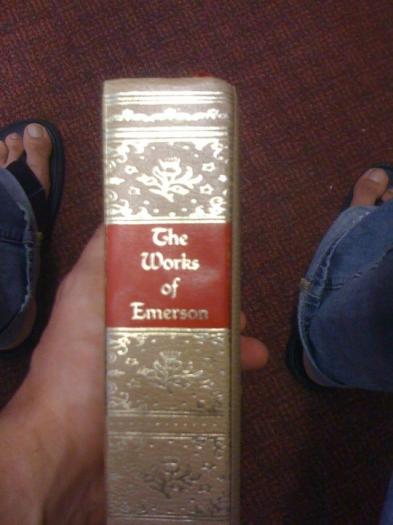 The
Works
of
Emerson